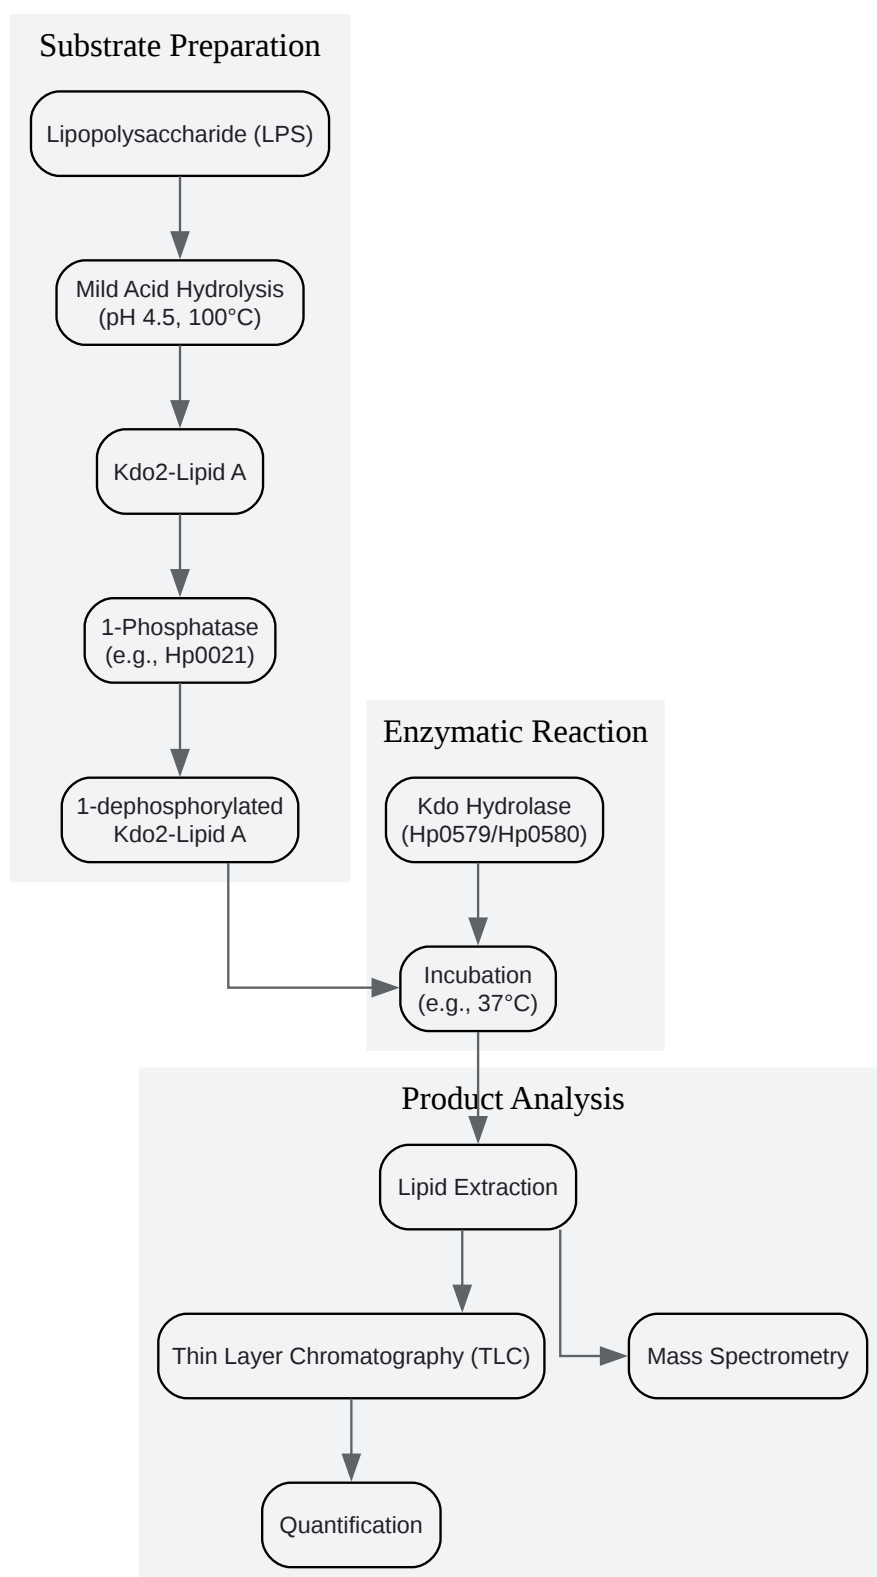 Substrate Preparation
Lipopolysaccharide (LPS)
Mild Acid Hydrolysis
(pH 4.5, 100°C)
Kdo2-Lipid A
1-Phosphatase
(e.g., Hp0021)
1-dephosphorylated
Kdo2-Lipid A
Enzymatic Reaction
Kdo Hydrolase
(Hp0579/Hp0580)
Incubation
(e.g., 37°C)
Product Analysis
Lipid Extraction
Thin Layer Chromatography (TLC)
Mass Spectrometry
Quantification